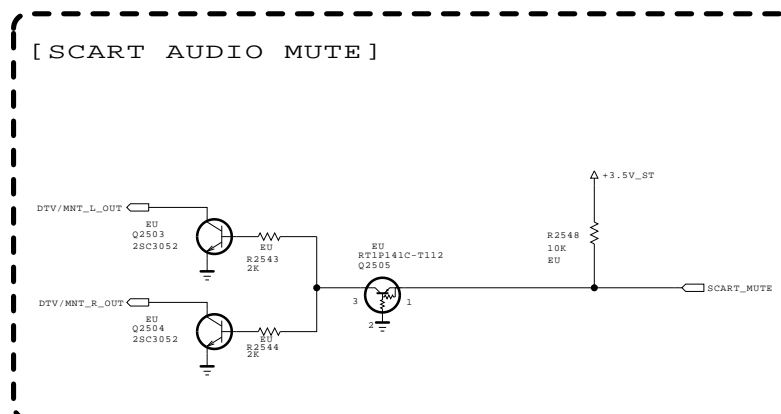 [SCART AUDIO MUTE]
+3.5V_ST
DTV/MNT_L_OUT
EU
Q2503
2SC3052
EU
R2543
2K
R2548
10K
EU
EU
RT1P141C-T112
Q2505
3
1
2
SCART_MUTE
DTV/MNT_R_OUT
EU
Q2504
2SC3052
EU
R2544
2K